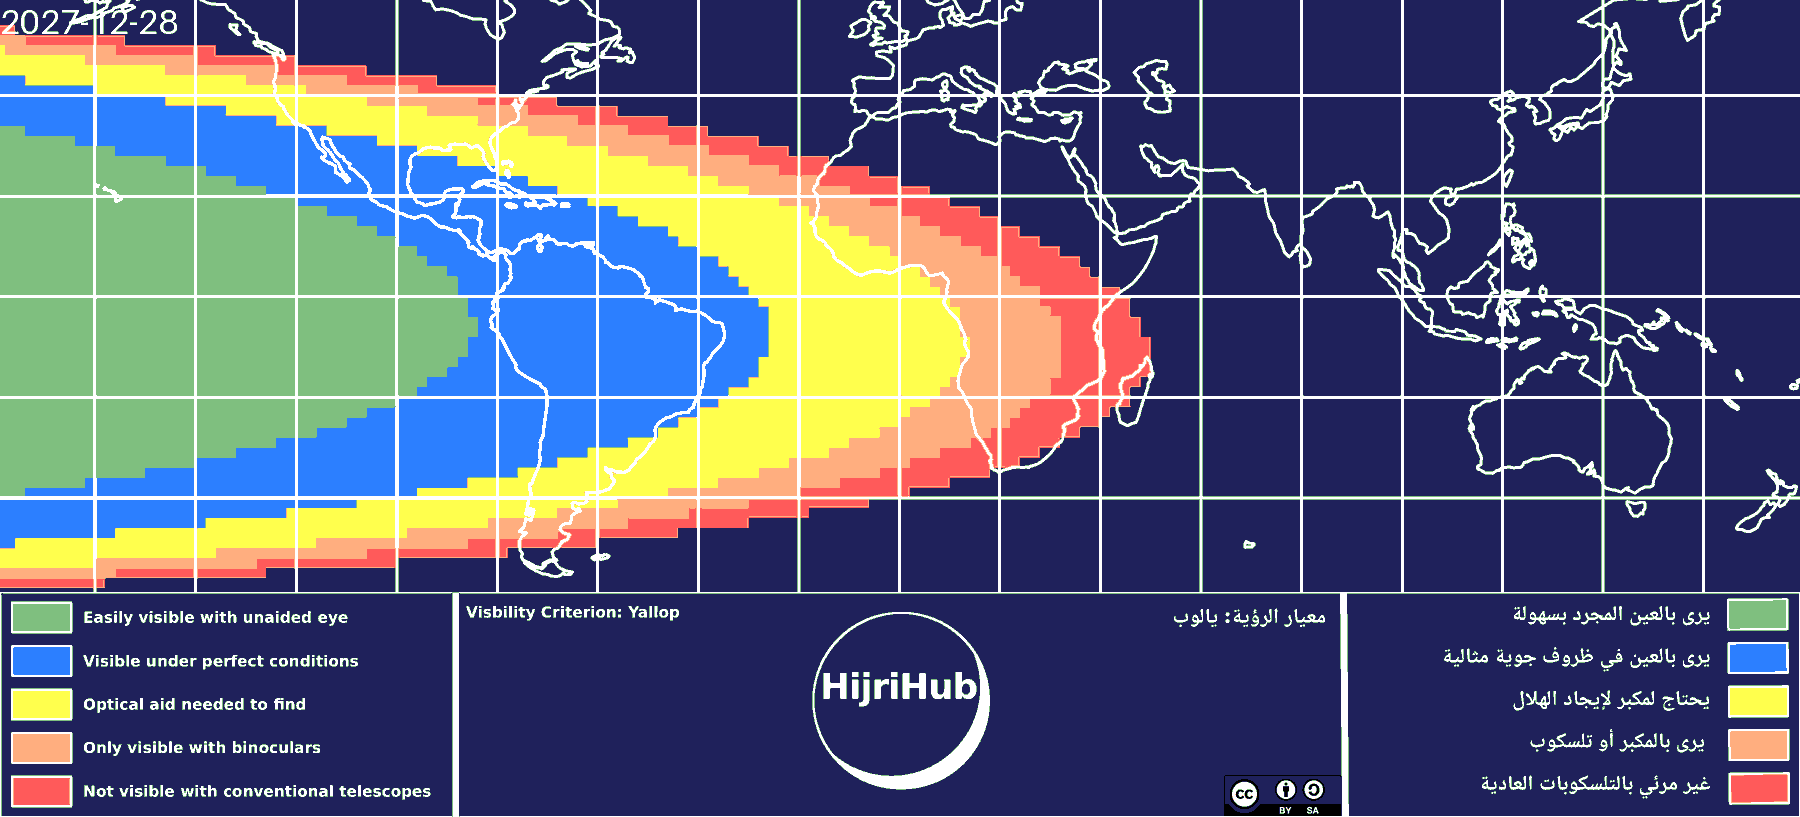 2027-12-28
Easily visible with unaided eye
Visible under perfect conditions
Optical aid needed to find
Only visible with binoculars
Not visible with conventional telescopes
Visbility Criterion: Yallop
معيار الرؤية: يالوب
HijriHub
cc
BY SA
يرى بالعين المجرد بسهولة
يرى بالعين في ظروف جوية مثالية
يحتاج لمكبر لإيجاد الهلال
يرى بالمكبر أو تلسكوب
غير مرئي بالتلسكوبات العادية